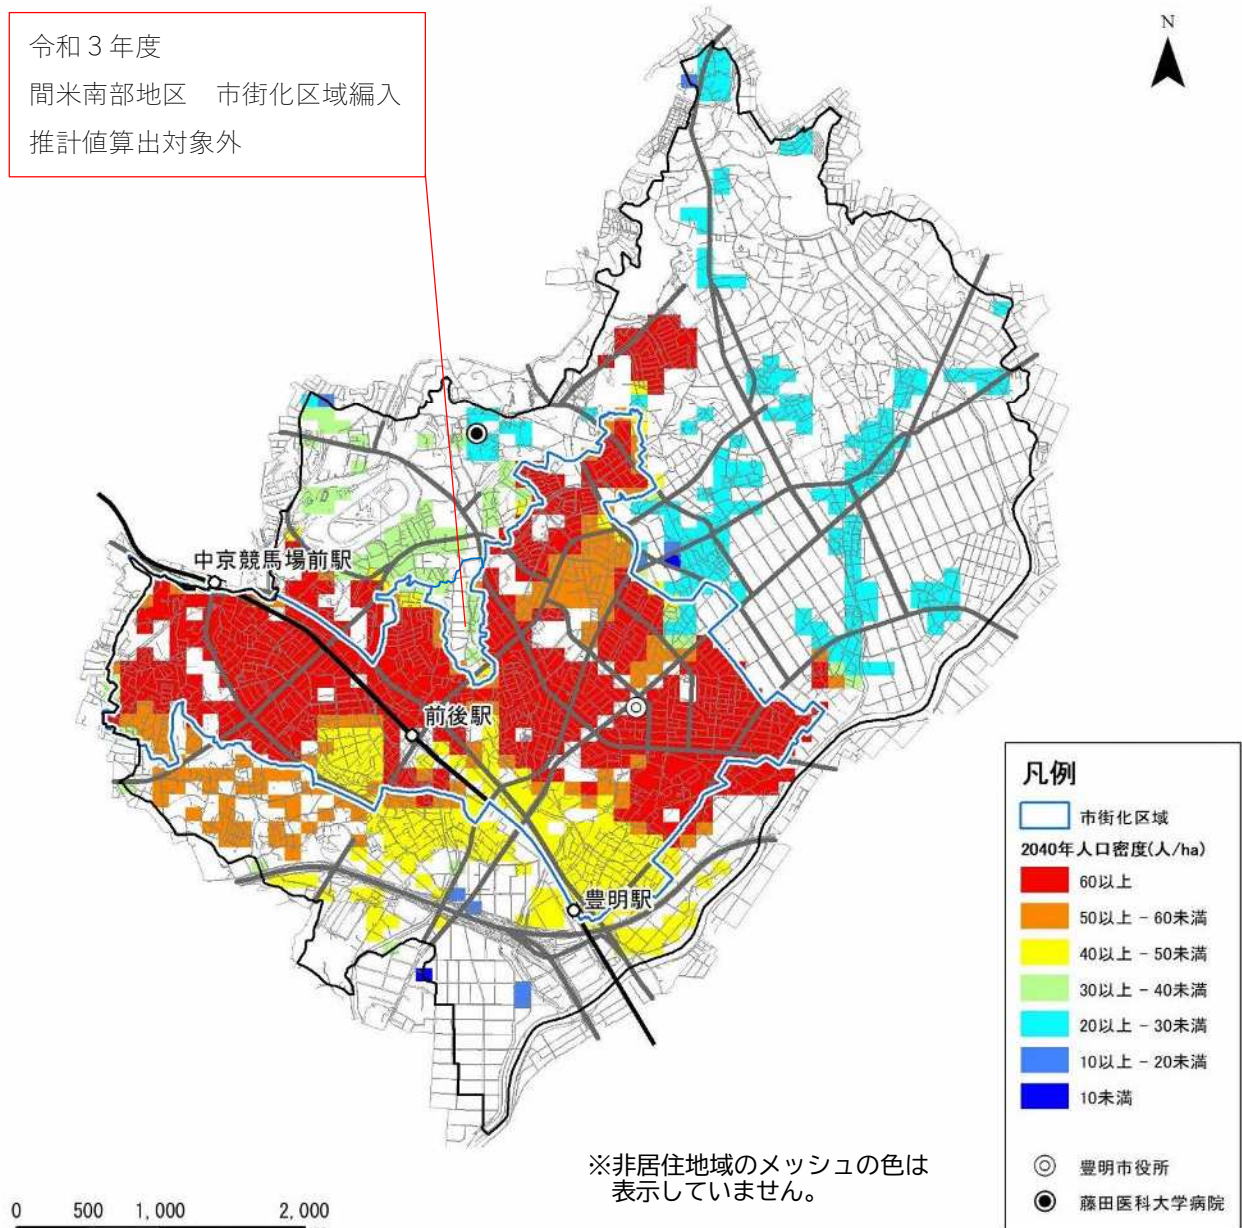 令和３年度
間米南部地区　市街化区域編入
推計値算出対象外
N
中京競馬場前駅
前後駅
豊明駅
凡例
市街化区域
2040年人口密度(人/ha)
60以上
50以上 － 60未満
40以上 － 50未満
30以上 － 40未満
20以上 － 30未満
10以上 － 20未満
10未満
豊明市役所
藤田医科大学病院
※非居住地域のメッシュの色は
表示していません。
0 500 1,000 2,000